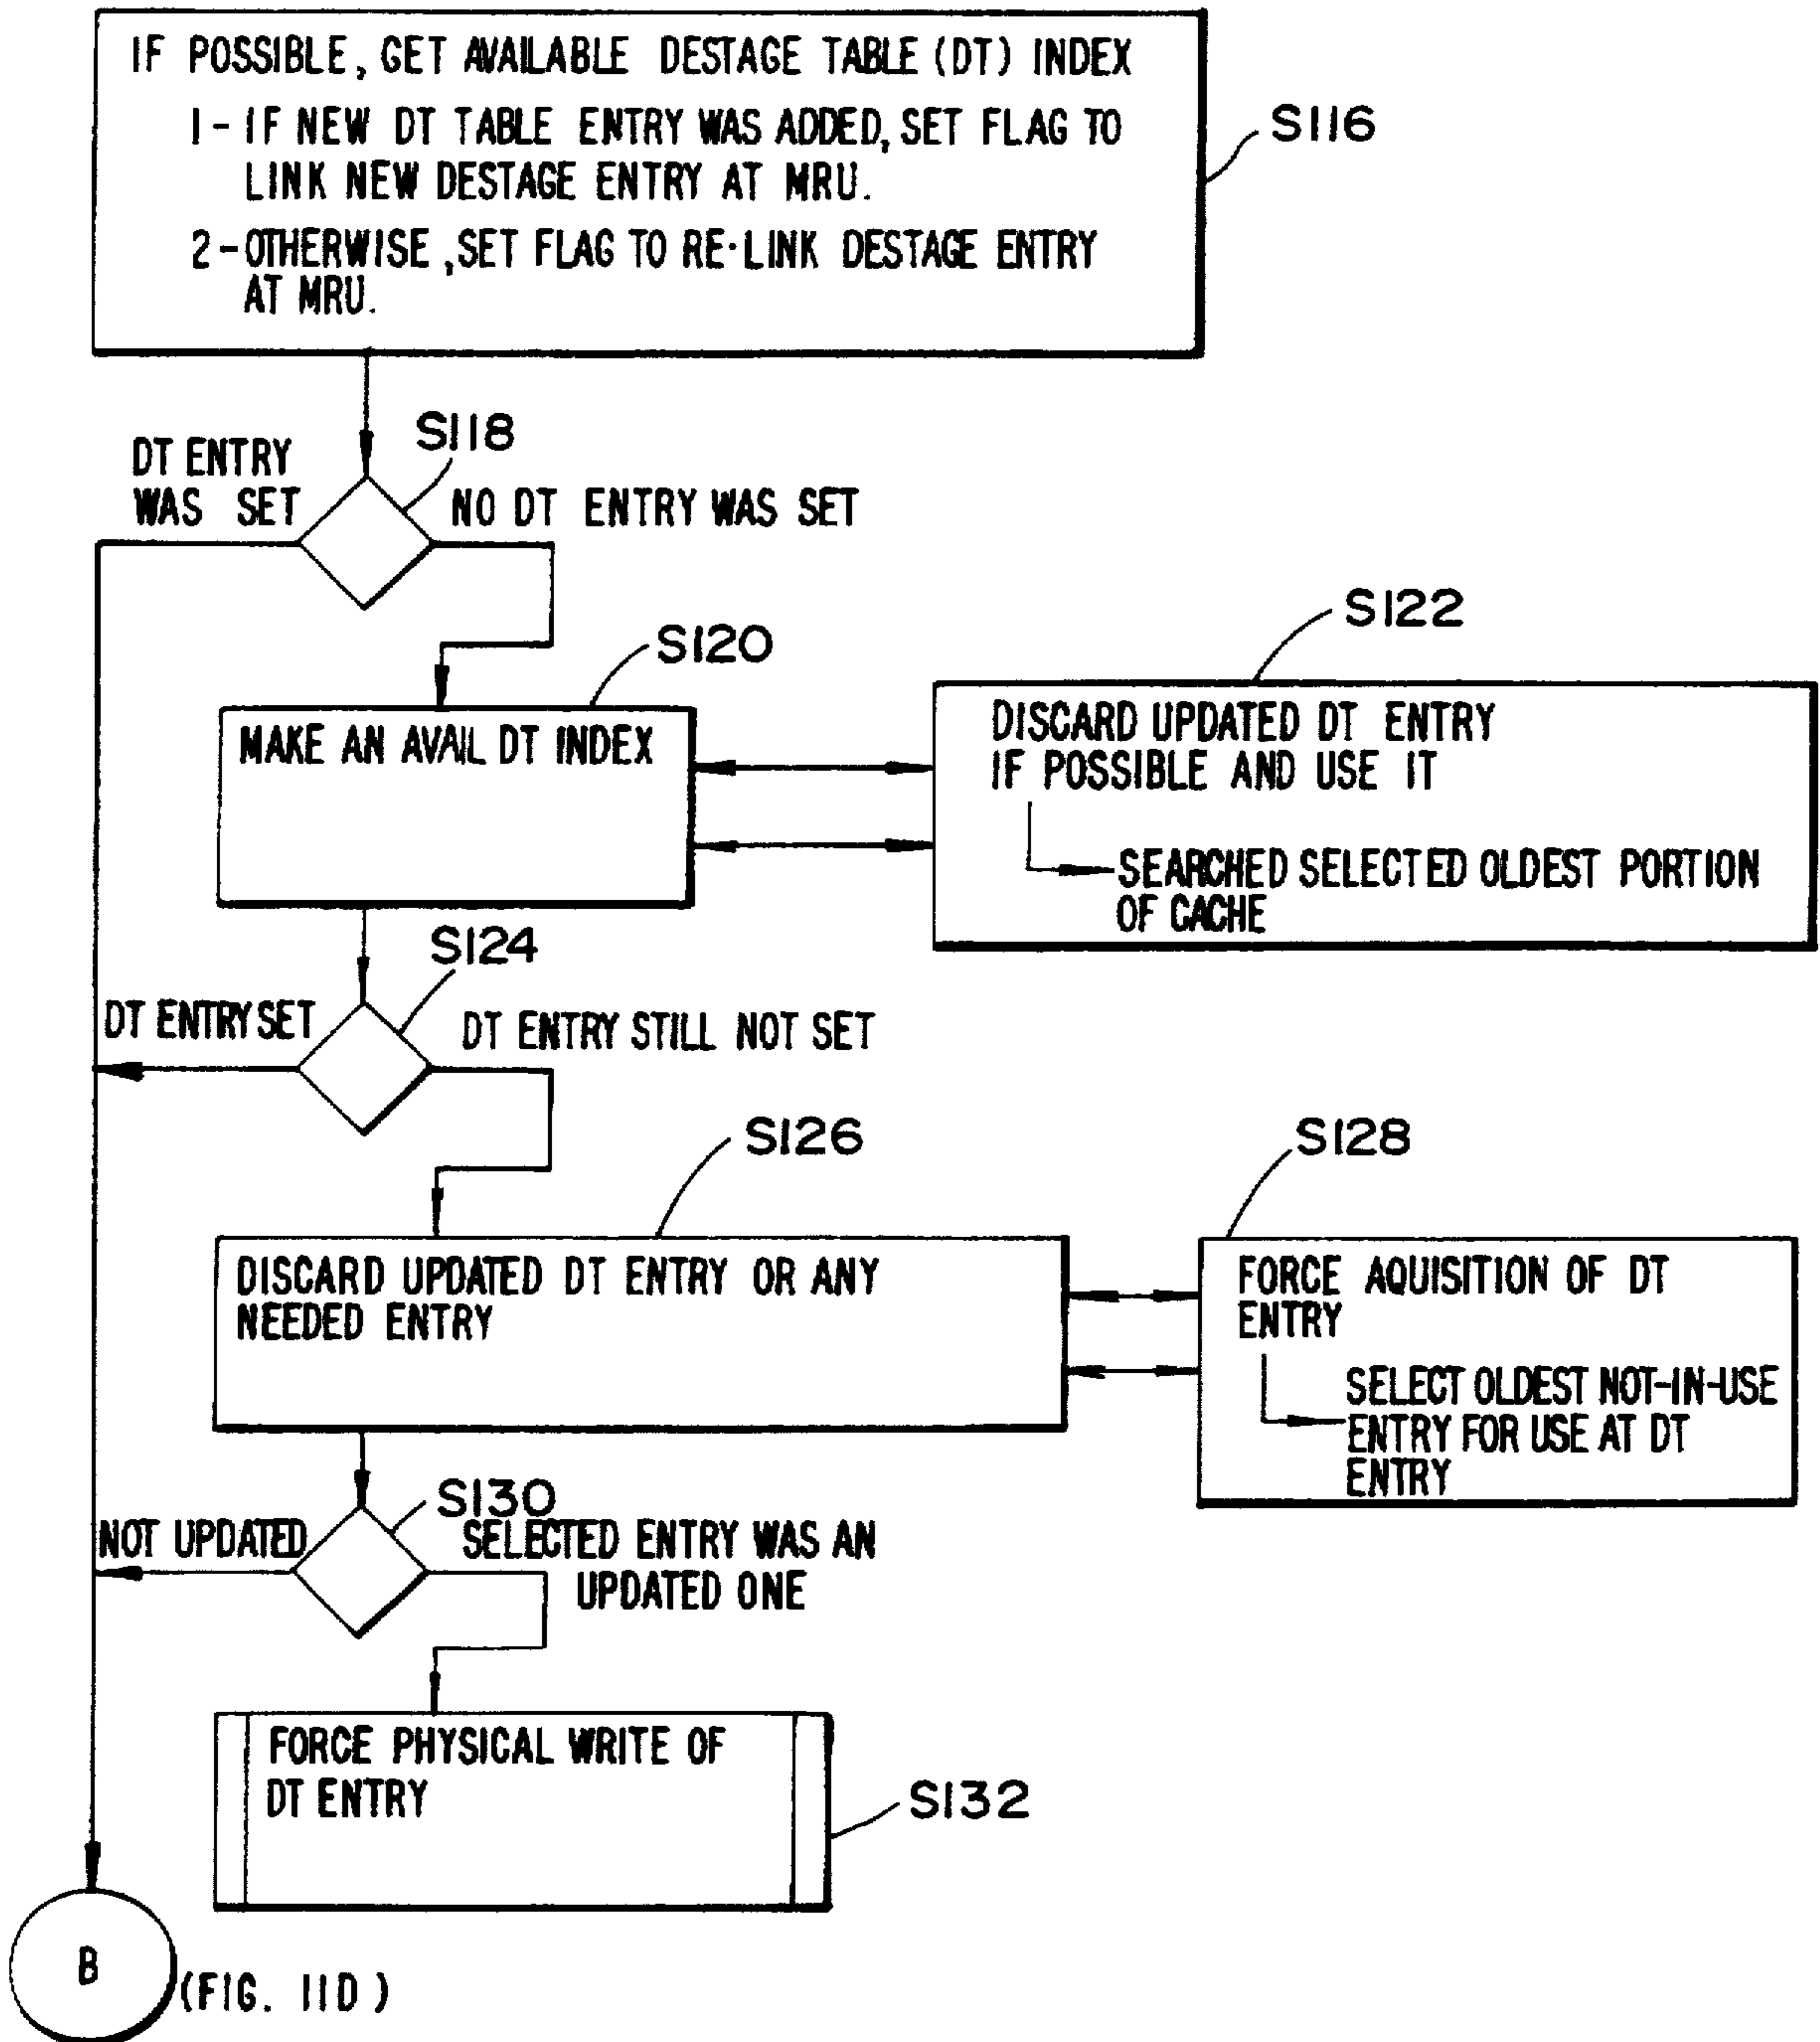 IF POSSIBLE, GET AVAILABLE DESTAGE TABLE (DT) INDEX
1- IF NEW DT TABLE ENTRY WAS ADDED, SET FLAG TO
LINK NEW DESTAGE ENTRY AT MRU.
2-OTHERWISE, SET FLAG TO RE-LINK DESTAGE ENTRY
AT MRU.
S116
S118
DT ENTRY
WAS SET
NO DT ENTRY WAS SET
S120
MAKE AN AVAIL DT INDEX
S122
DISCARD UPDATED DT ENTRY
IF POSSIBLE AND USE IT
SEARCHED SELECTED OLDEST PORTION
OF CACHE
S124
DT ENTRY SET
DT ENTRY STILL NOT SET
S126
DISCARD UPDATED DT ENTRY OR ANY
NEEDED ENTRY
S128
FORCE AQUISITION OF DT
ENTRY
SELECT OLDEST NOT-IN-USE
ENTRY FOR USE AT DT
ENTRY
S130
NOT UPDATED
SELECTED ENTRY WAS AN
UPDATED ONE
FORCE PHYSICAL WRITE OF
DT ENTRY
S132
B
(FIG. 11D)